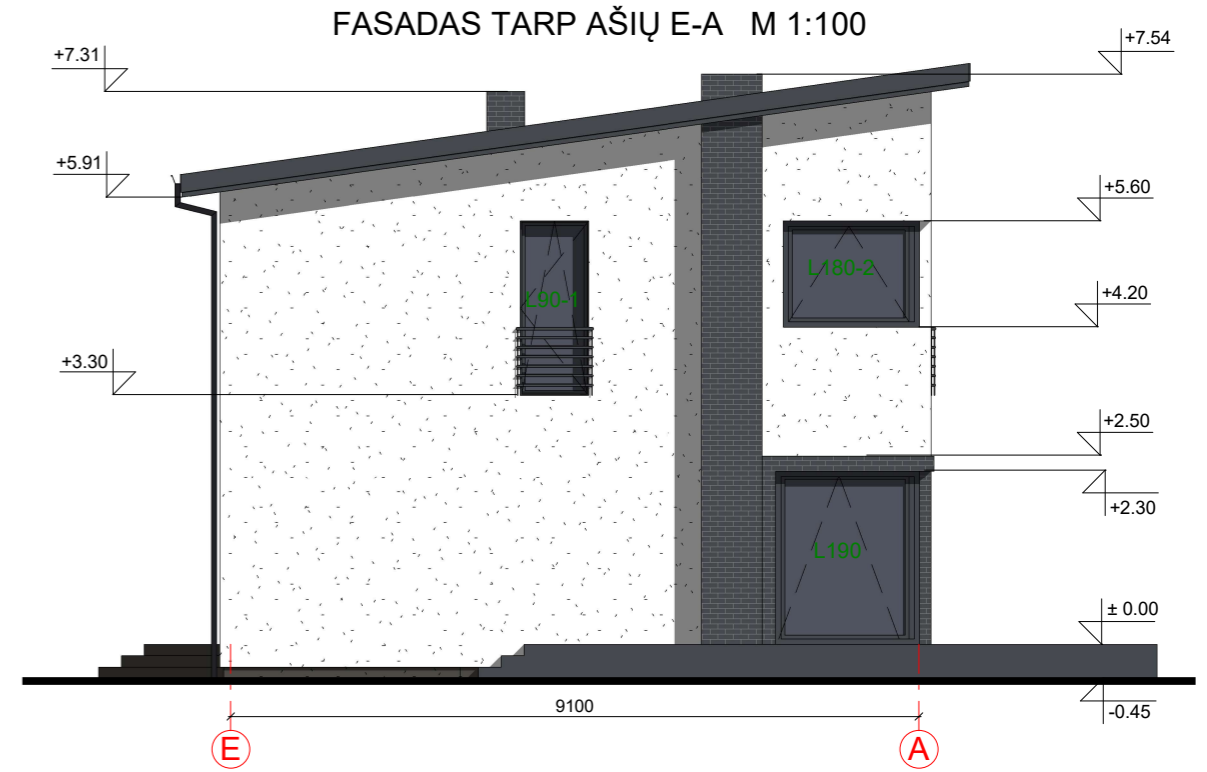 FASADAS TARP AŠIŲ E-A M 1:100
+7.31
+7.54
+5.91
+5.60
L180-2
L90-1
+4.20
+3.30
+2.50
+2.30
L190
± 0.00
9100
-0.45
E
A